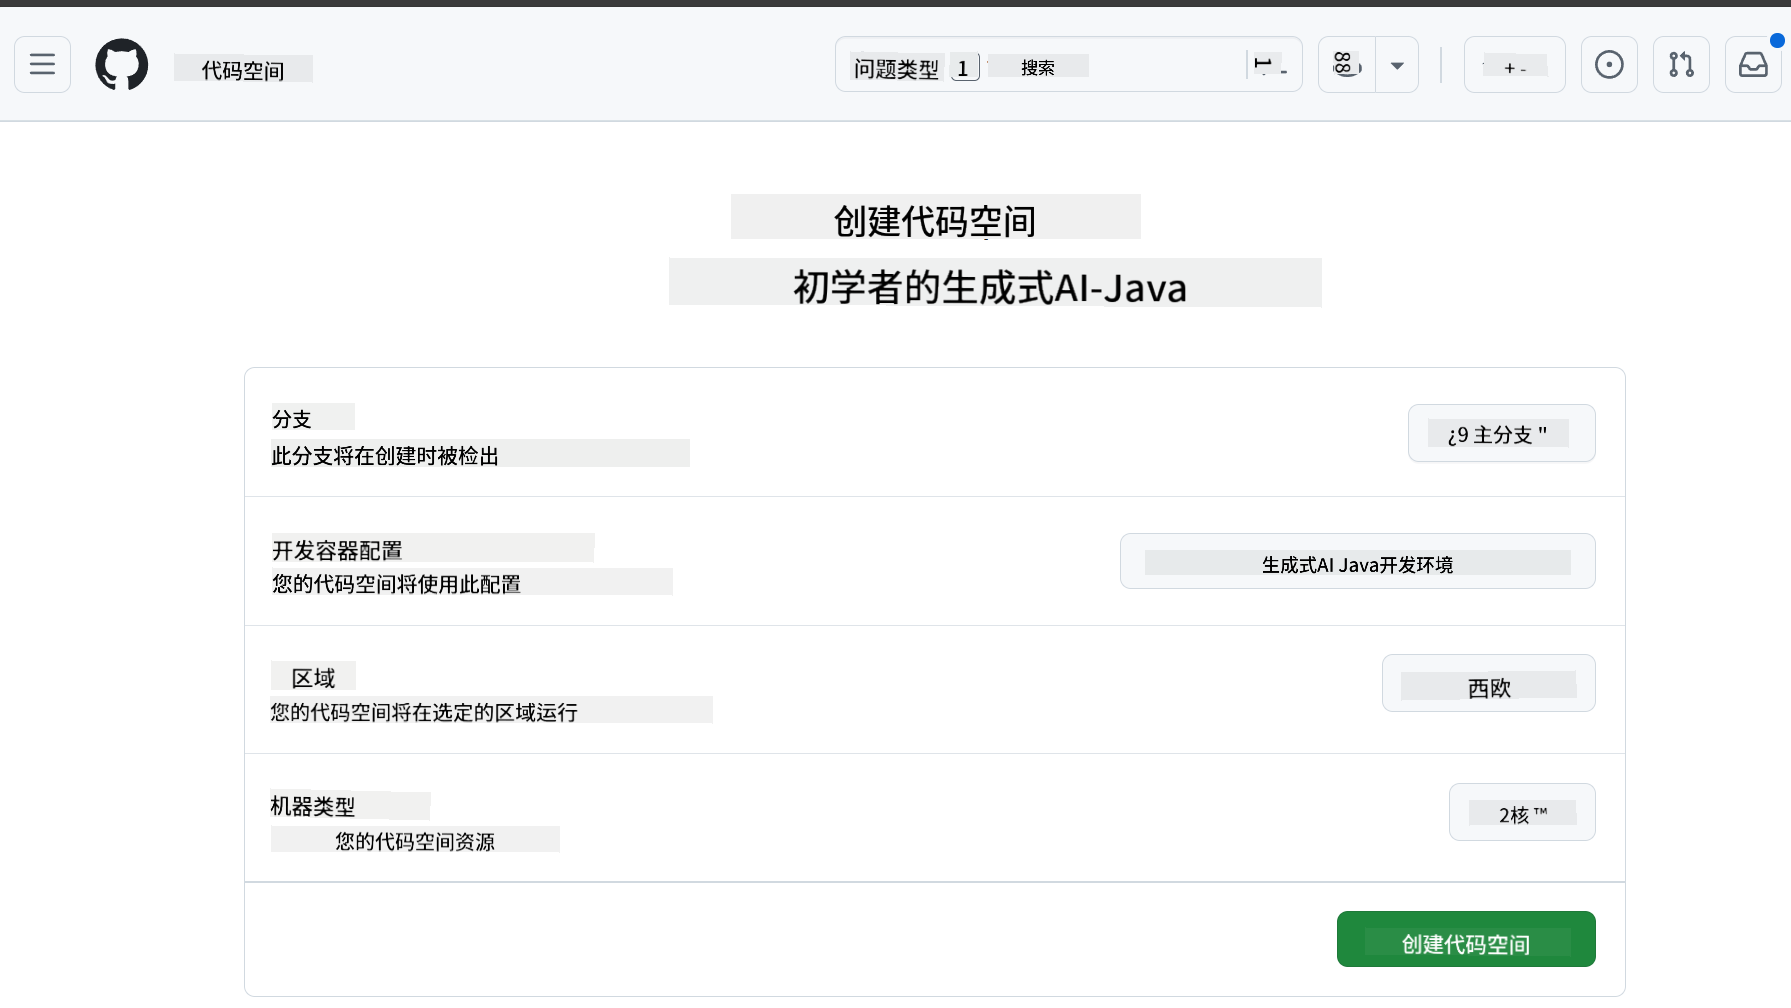 代码空间
问题类型 1 搜索
+ -
创建代码空间
初学者的生成式AI-Java
分支
此分支将在创建时被检出
¿9 主分支 "
开发容器配置
您的代码空间将使用此配置
生成式AI Java开发环境
区域
您的代码空间将在选定的区域运行
西欧
机器类型
您的代码空间资源
2核 ™
创建代码空间